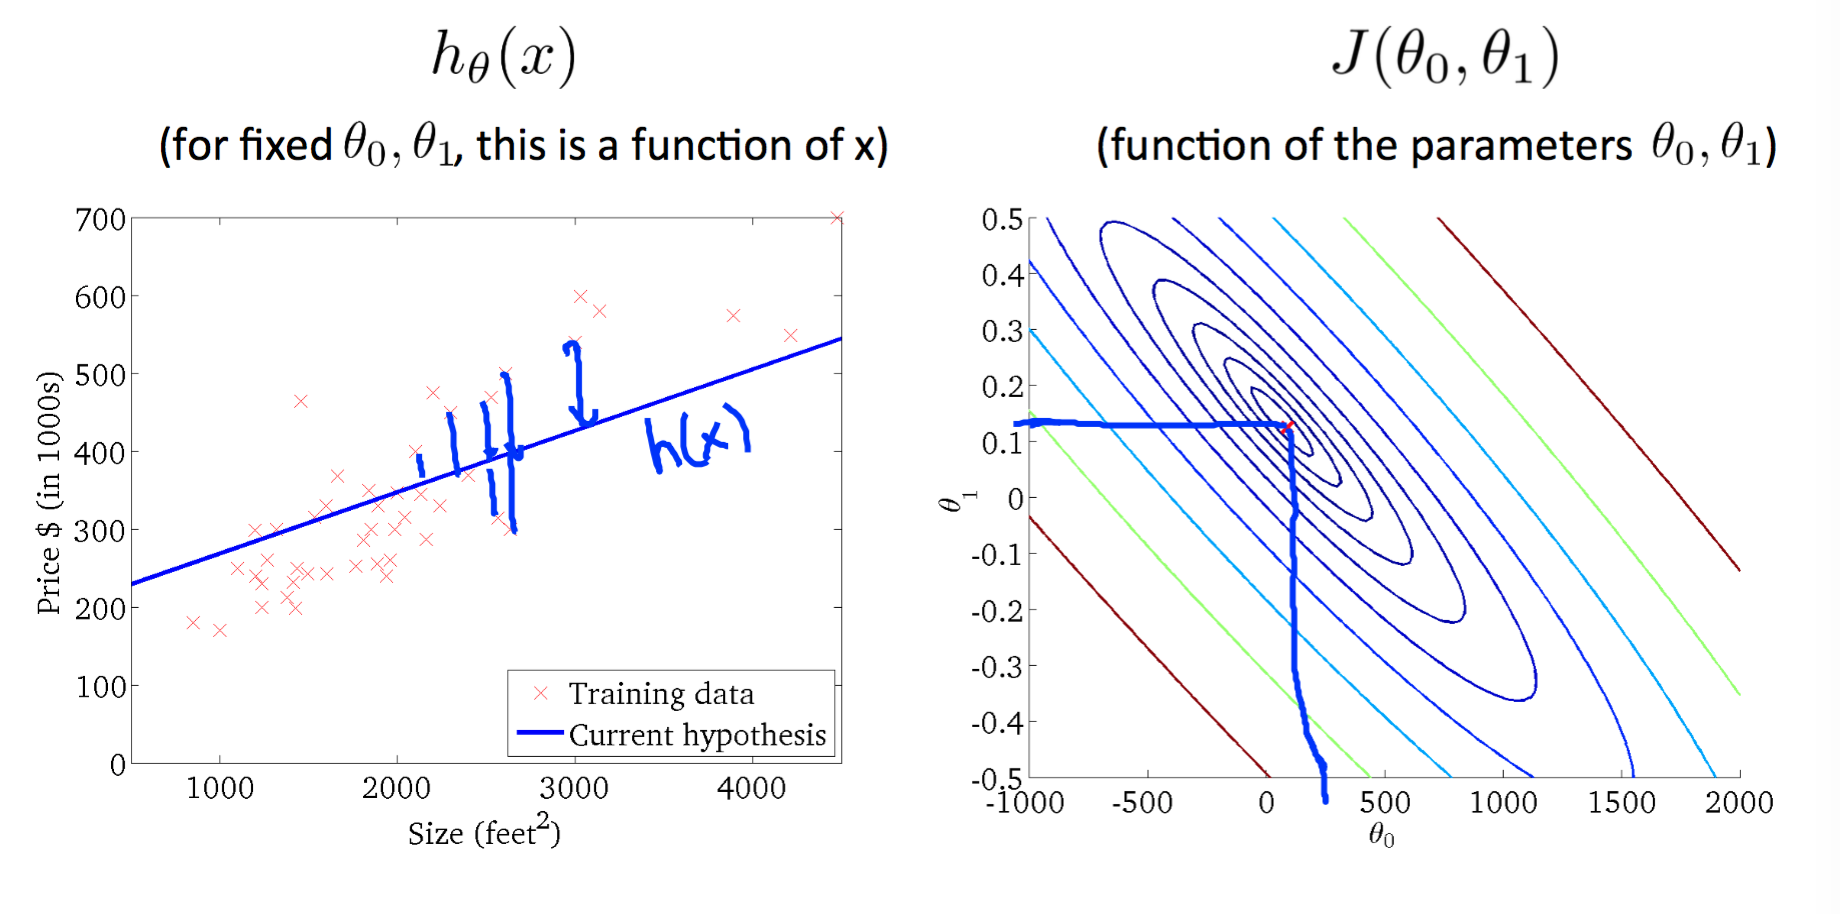 h_θ(x)
(for fixed θ₀, θ₁, this is a function of x)
700
600
500
400
300
200
100
0
Price $ (in 1000s)
h(x)
Training data
Current hypothesis
1000 2000 3000 4000
Size (feet²)
J(θ₀, θ₁)
(function of the parameters θ₀, θ₁)
0.5
0.4
0.3
0.2
0.1
0
-0.1
-0.2
-0.3
-0.4
-0.5
θ₁
-1000 -500 0 500 1000 1500 2000
θ₀